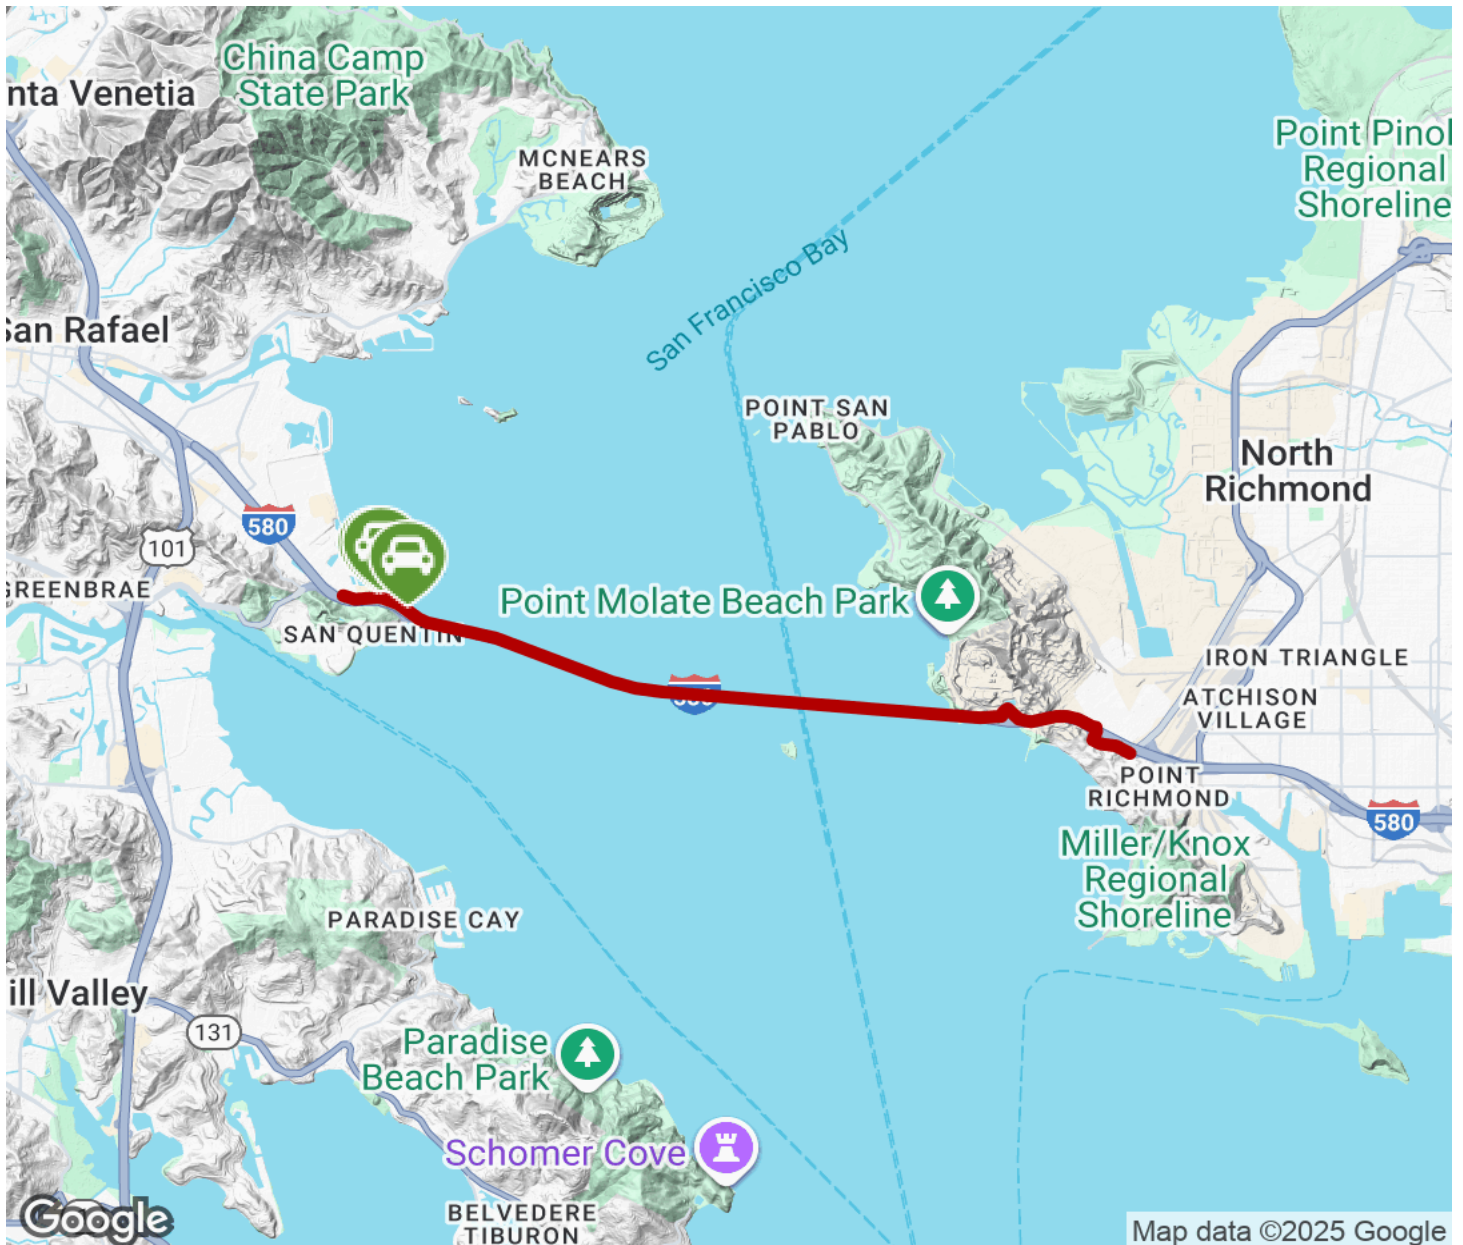 China Camp
State Park
nta Venetia
MCNEARS
BEACH
Point Pinol
Regional
Shoreline
San Francisco Bay
San Rafael
POINT SAN
PABLO
North
Richmond
580
101
GREENBRAE
Point Molate Beach Park
SAN QUENTIN
IRON TRIANGLE
ATCHISON
VILLAGE
POINT
RICHMOND
580
Miller/Knox
Regional
Shoreline
PARADISE CAY
ill Valley
131
Paradise
Beach Park
Schomer Cove
BELVEDERE
TIBURON
Google
Map data ©2025 Google